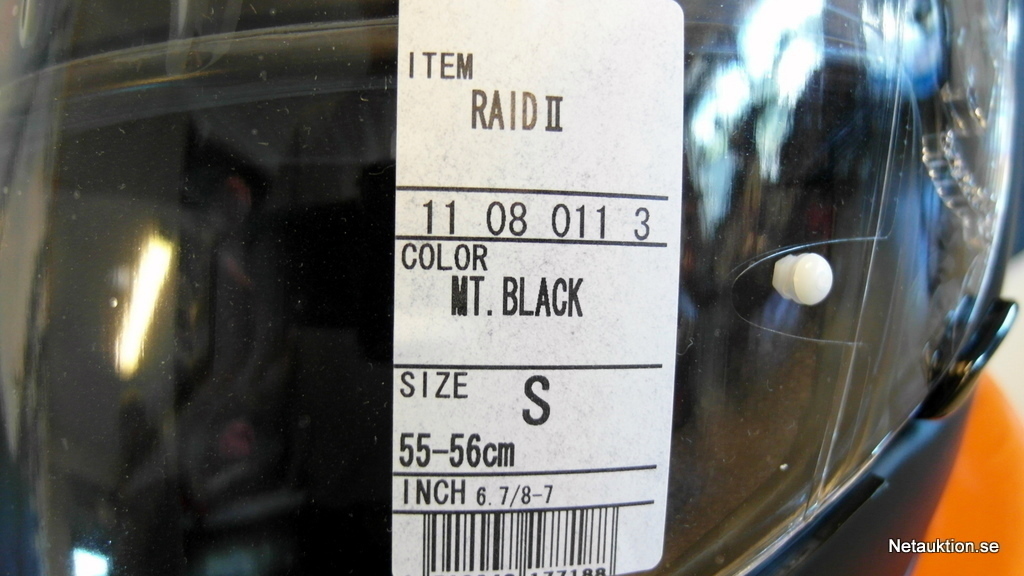 ITEM
RAID II
11 08 011 3
COLOR
MT. BLACK
SIZE S
55-56cm
INCH 6.7/8-7
177188
Netauktion.se